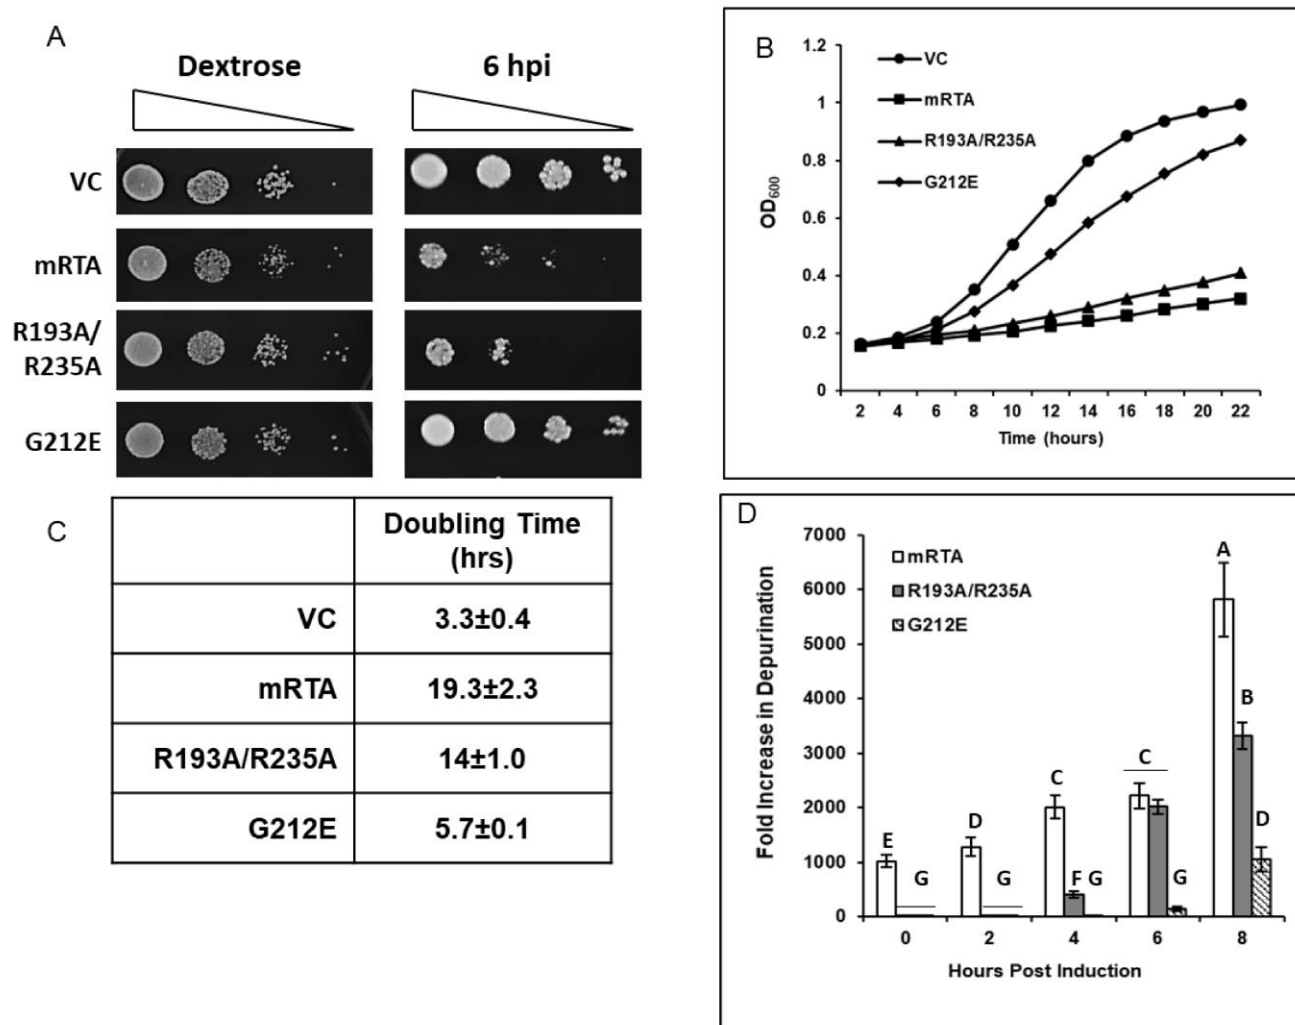 A
Dextrose
6 hpi
VC
mRTA
R193A/
R235A
G212E
B
1.2
1
0.8
0.6
0.4
0.2
0
OD600
VC
mRTA
R193A/R235A
G212E
2 4 6 8 10 12 14 16 18 20 22
Time (hours)
C
Doubling Time
(hrs)
VC 3.3±0.4
mRTA 19.3±2.3
R193A/R235A 14±1.0
G212E 5.7±0.1
D
7000
6000
5000
4000
3000
2000
1000
0
Fold Increase in Depurination
mRTA
R193A/R235A
G212E
E G D G C F G C G A B D
0 2 4 6 8
Hours Post Induction